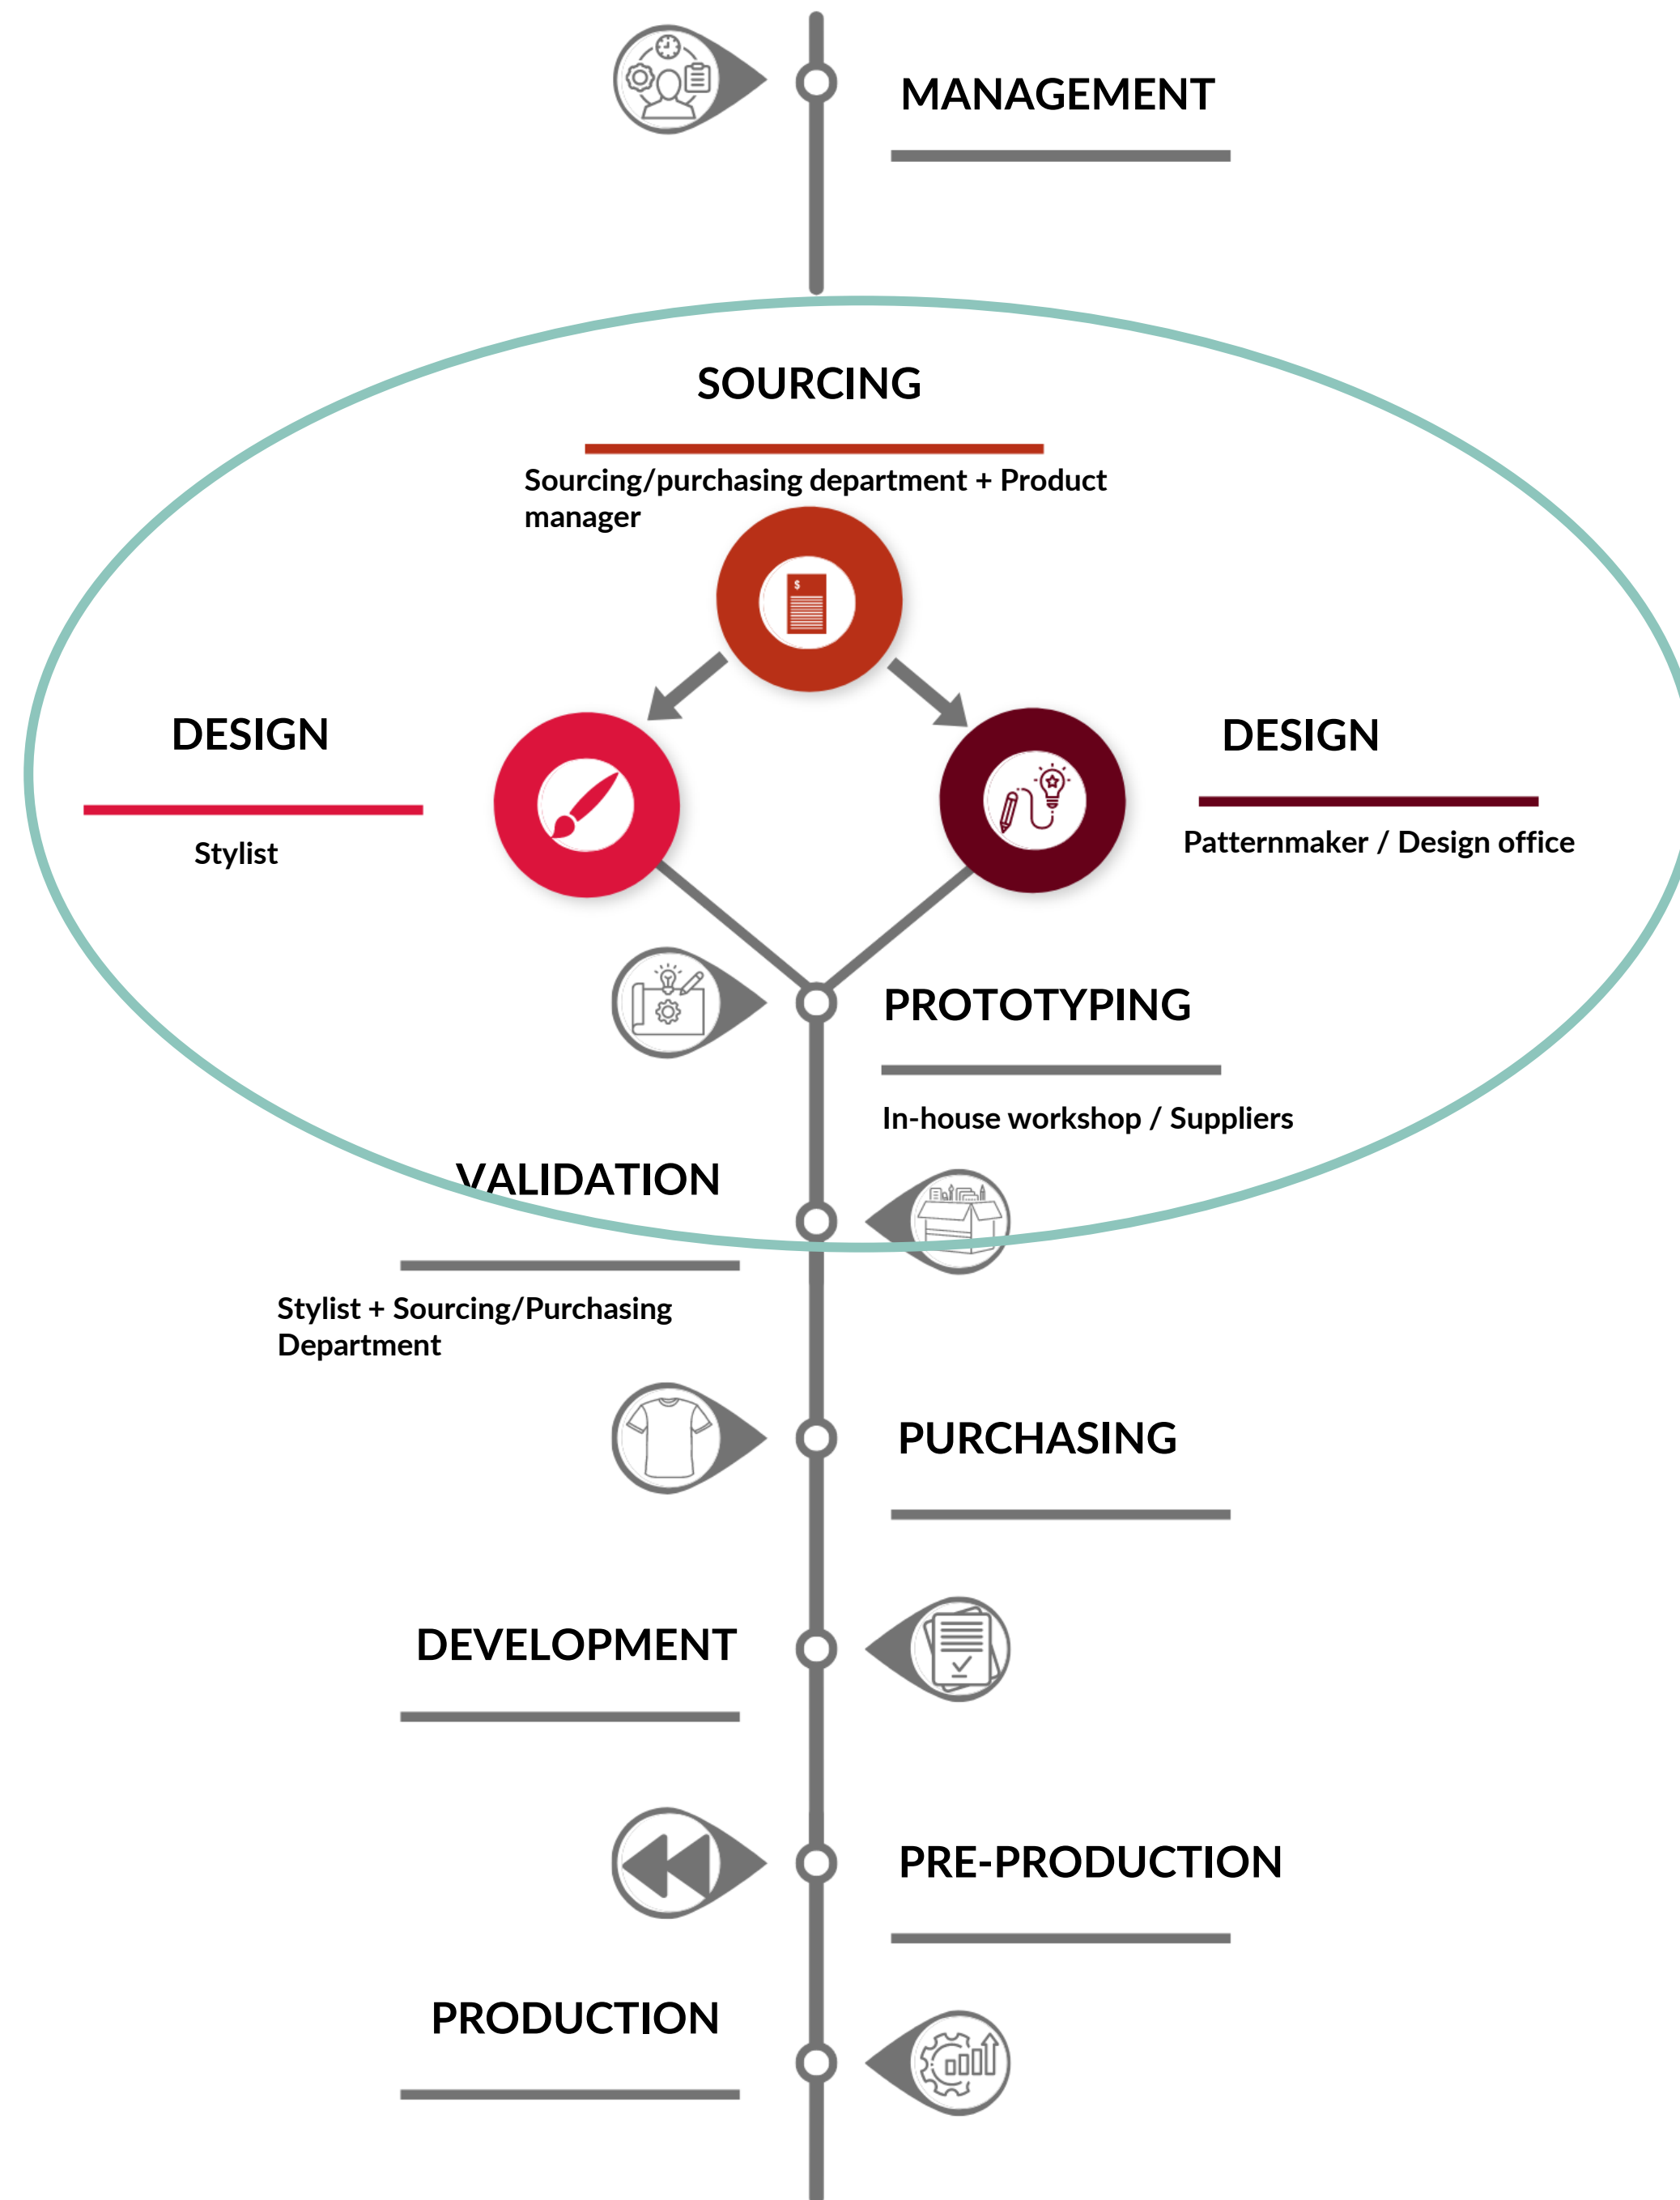 MANAGEMENT
SOURCING
Sourcing/purchasing department + Product
manager
$
DESIGN
Stylist
DESIGN
Patternmaker / Design office
PROTOTYPING
In-house workshop / Suppliers
VALIDATION
Stylist + Sourcing/Purchasing
Department
PURCHASING
DEVELOPMENT
PRE-PRODUCTION
PRODUCTION